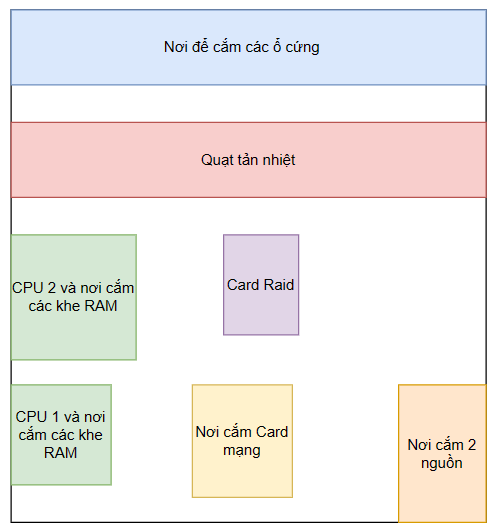 Nơi để cắm các ổ cứng
Quạt tản nhiệt
CPU 2 và nơi cắm
các khe RAM
Card Raid
CPU 1 và nơi
cắm các khe
RAM
Nơi cắm Card
mạng
Nơi cắm 2
nguồn